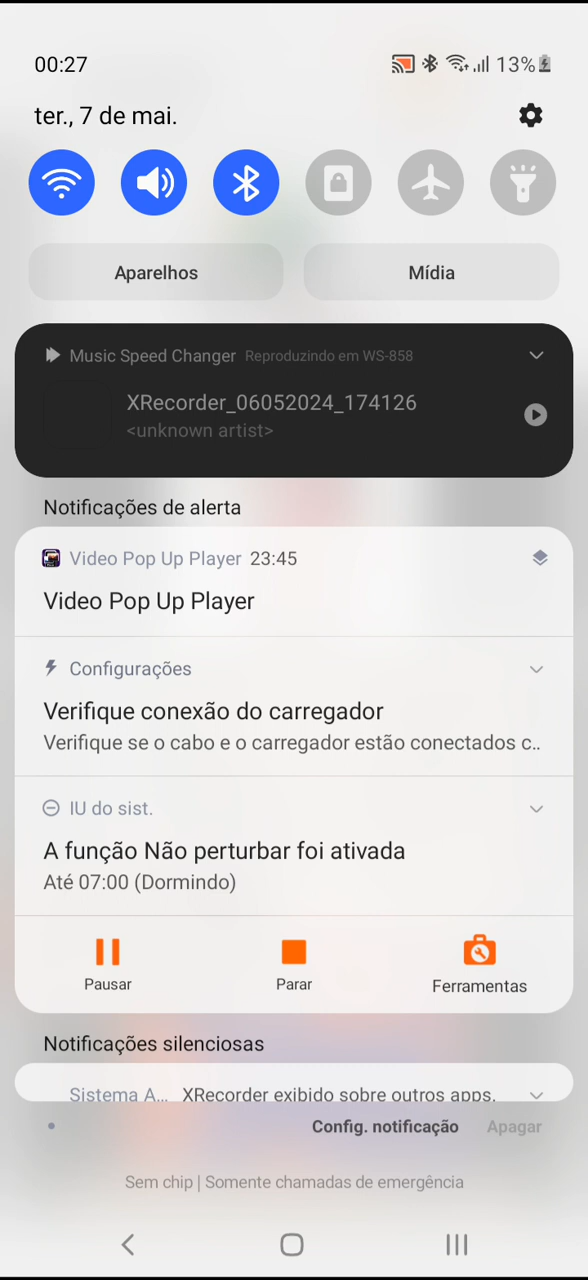 00:27 13%
ter., 7 de mai.
Aparelhos Mídia
Music Speed Changer Reproduzindo em WS-858
XRecorder_06052024_174126
<unknown artist>
Notificações de alerta
Video Pop Up Player 23:45
Video Pop Up Player
Configurações
Verifique conexão do carregador
Verifique se o cabo e o carregador estão conectados c..
IU do sist.
A função Não perturbar foi ativada
Até 07:00 (Dormindo)
Pausar Parar Ferramentas
Notificações silenciosas
Sistema A... XRecorder exibido sobre outros apps.
Config. notificação Apagar
Sem chip | Somente chamadas de emergência